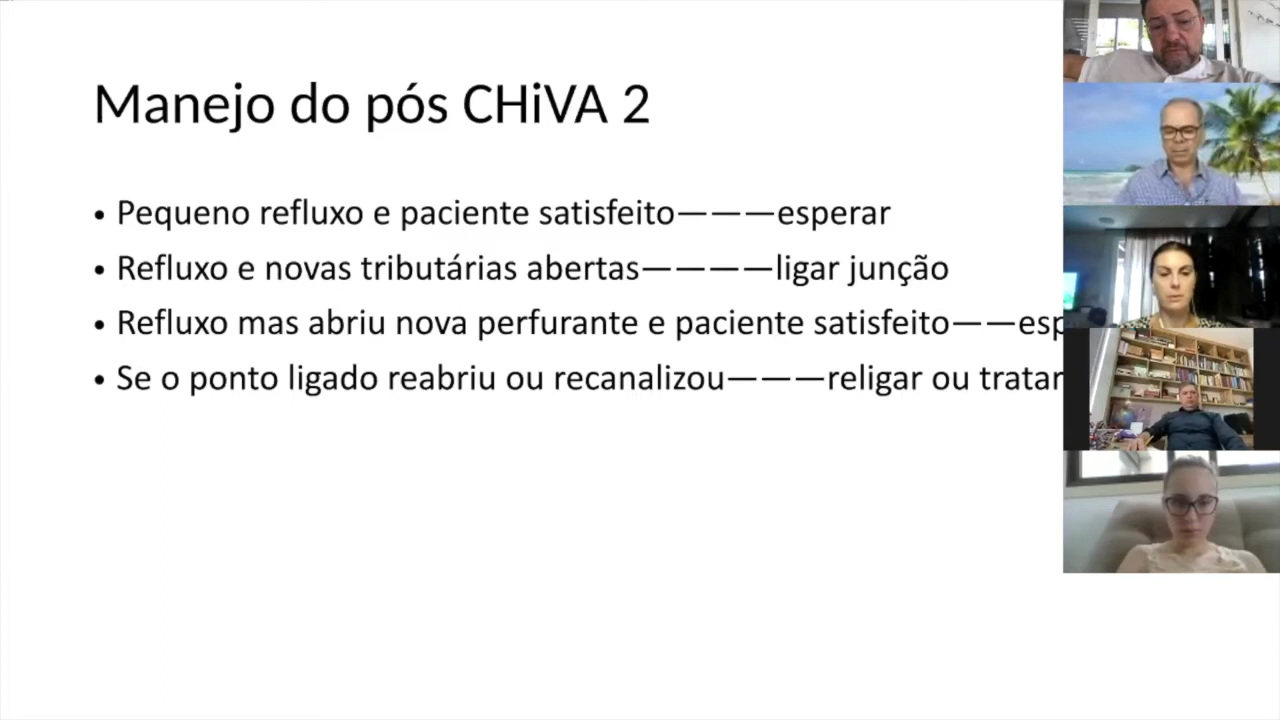 Manejo do pós CHiVA 2
• Pequeno refluxo e paciente satisfeito———esperar
• Refluxo e novas tributárias abertas————ligar junção
• Refluxo mas abriu nova perfurante e paciente satisfeito——
• Se o ponto ligado reabriu ou recanalizou———religar ou tratar